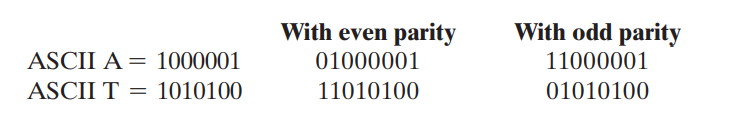 With even parity With odd parity
ASCII A = 1000001 01000001 11000001
ASCII T = 1010100 11010100 01010100